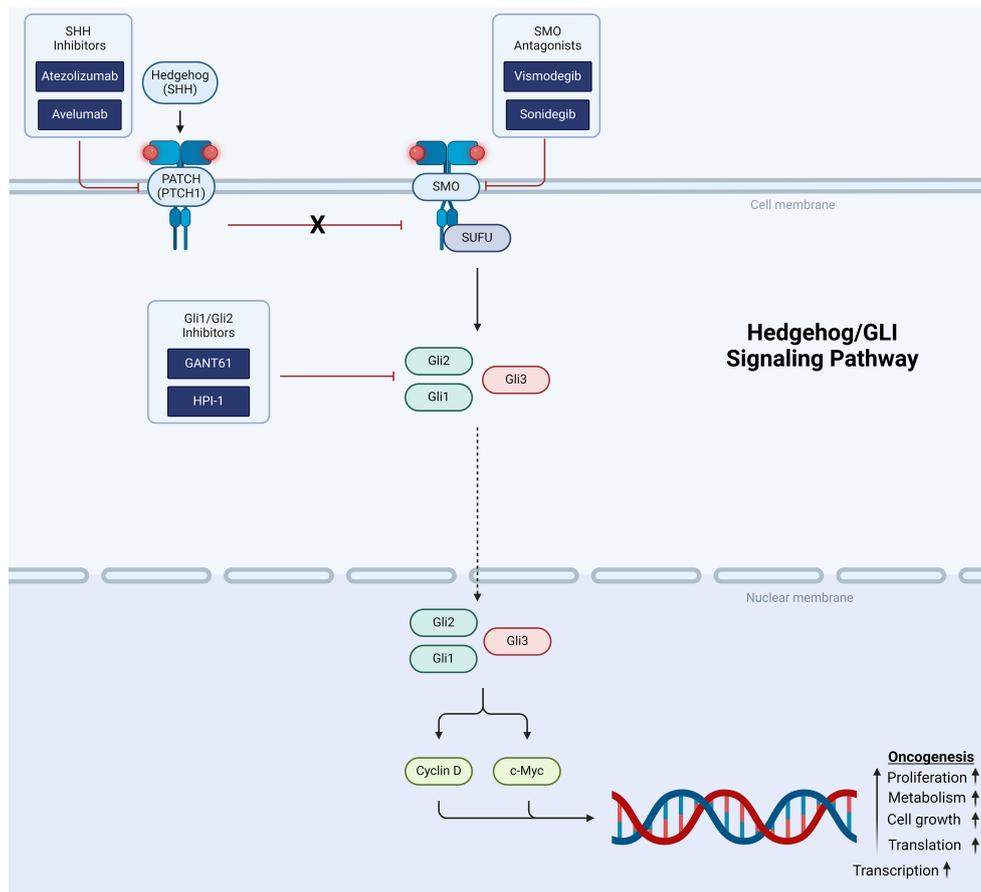 SHH
Inhibitors
Atezolizumab
Avelumab
Hedgehog
(SHH)
SMO
Antagonists
Vismodegib
Sonidegib
PATCH
(PTCH1)
SMO
Cell membrane
X
SUFU
Gli1/Gli2
Inhibitors
GANT61
HPI-1
Hedgehog/GLI
Signaling Pathway
Gli2
Gli3
Gli1
Nuclear membrane
Gli2
Gli3
Gli1
Cyclin D
c-Myc
Oncogenesis
Proliferation
Metabolism
Cell growth
Translation
Transcription